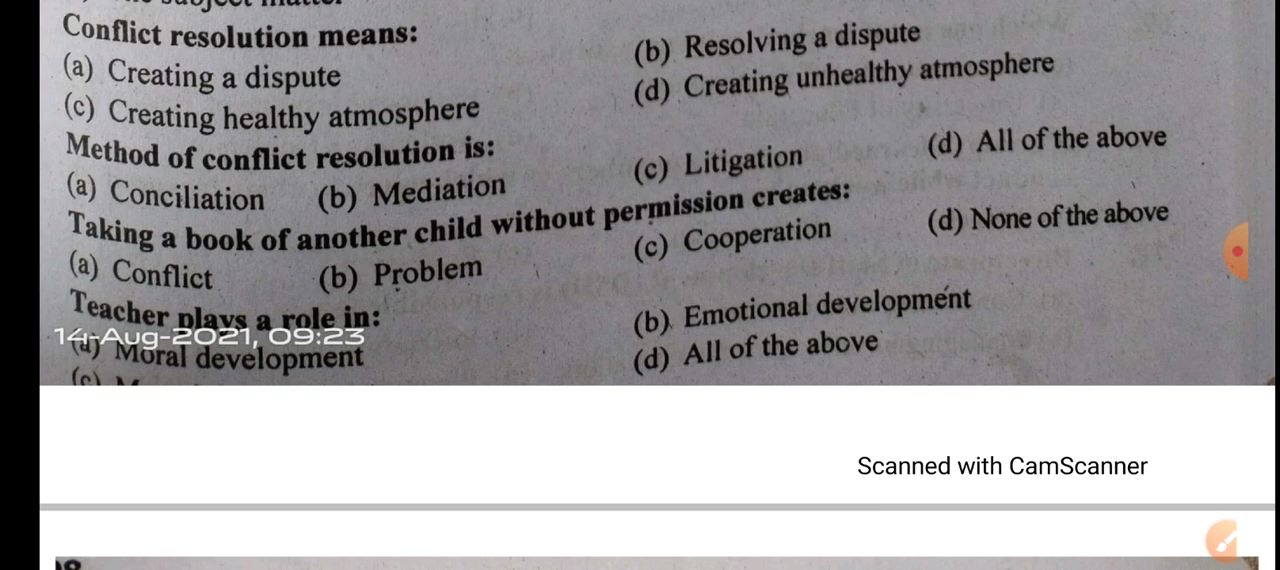 Conflict resolution means:
(a) Creating a dispute (b) Resolving a dispute
(c) Creating healthy atmosphere (d) Creating unhealthy atmosphere
Method of conflict resolution is:
(a) Conciliation (b) Mediation (c) Litigation (d) All of the above
Taking a book of another child without permission creates:
(a) Conflict (b) Problem (c) Cooperation (d) None of the above
Teacher plays a role in:
14-Aug-2021, 09:23
(a) Moral development (b) Emotional development
(c) (d) All of the above
Scanned with CamScanner